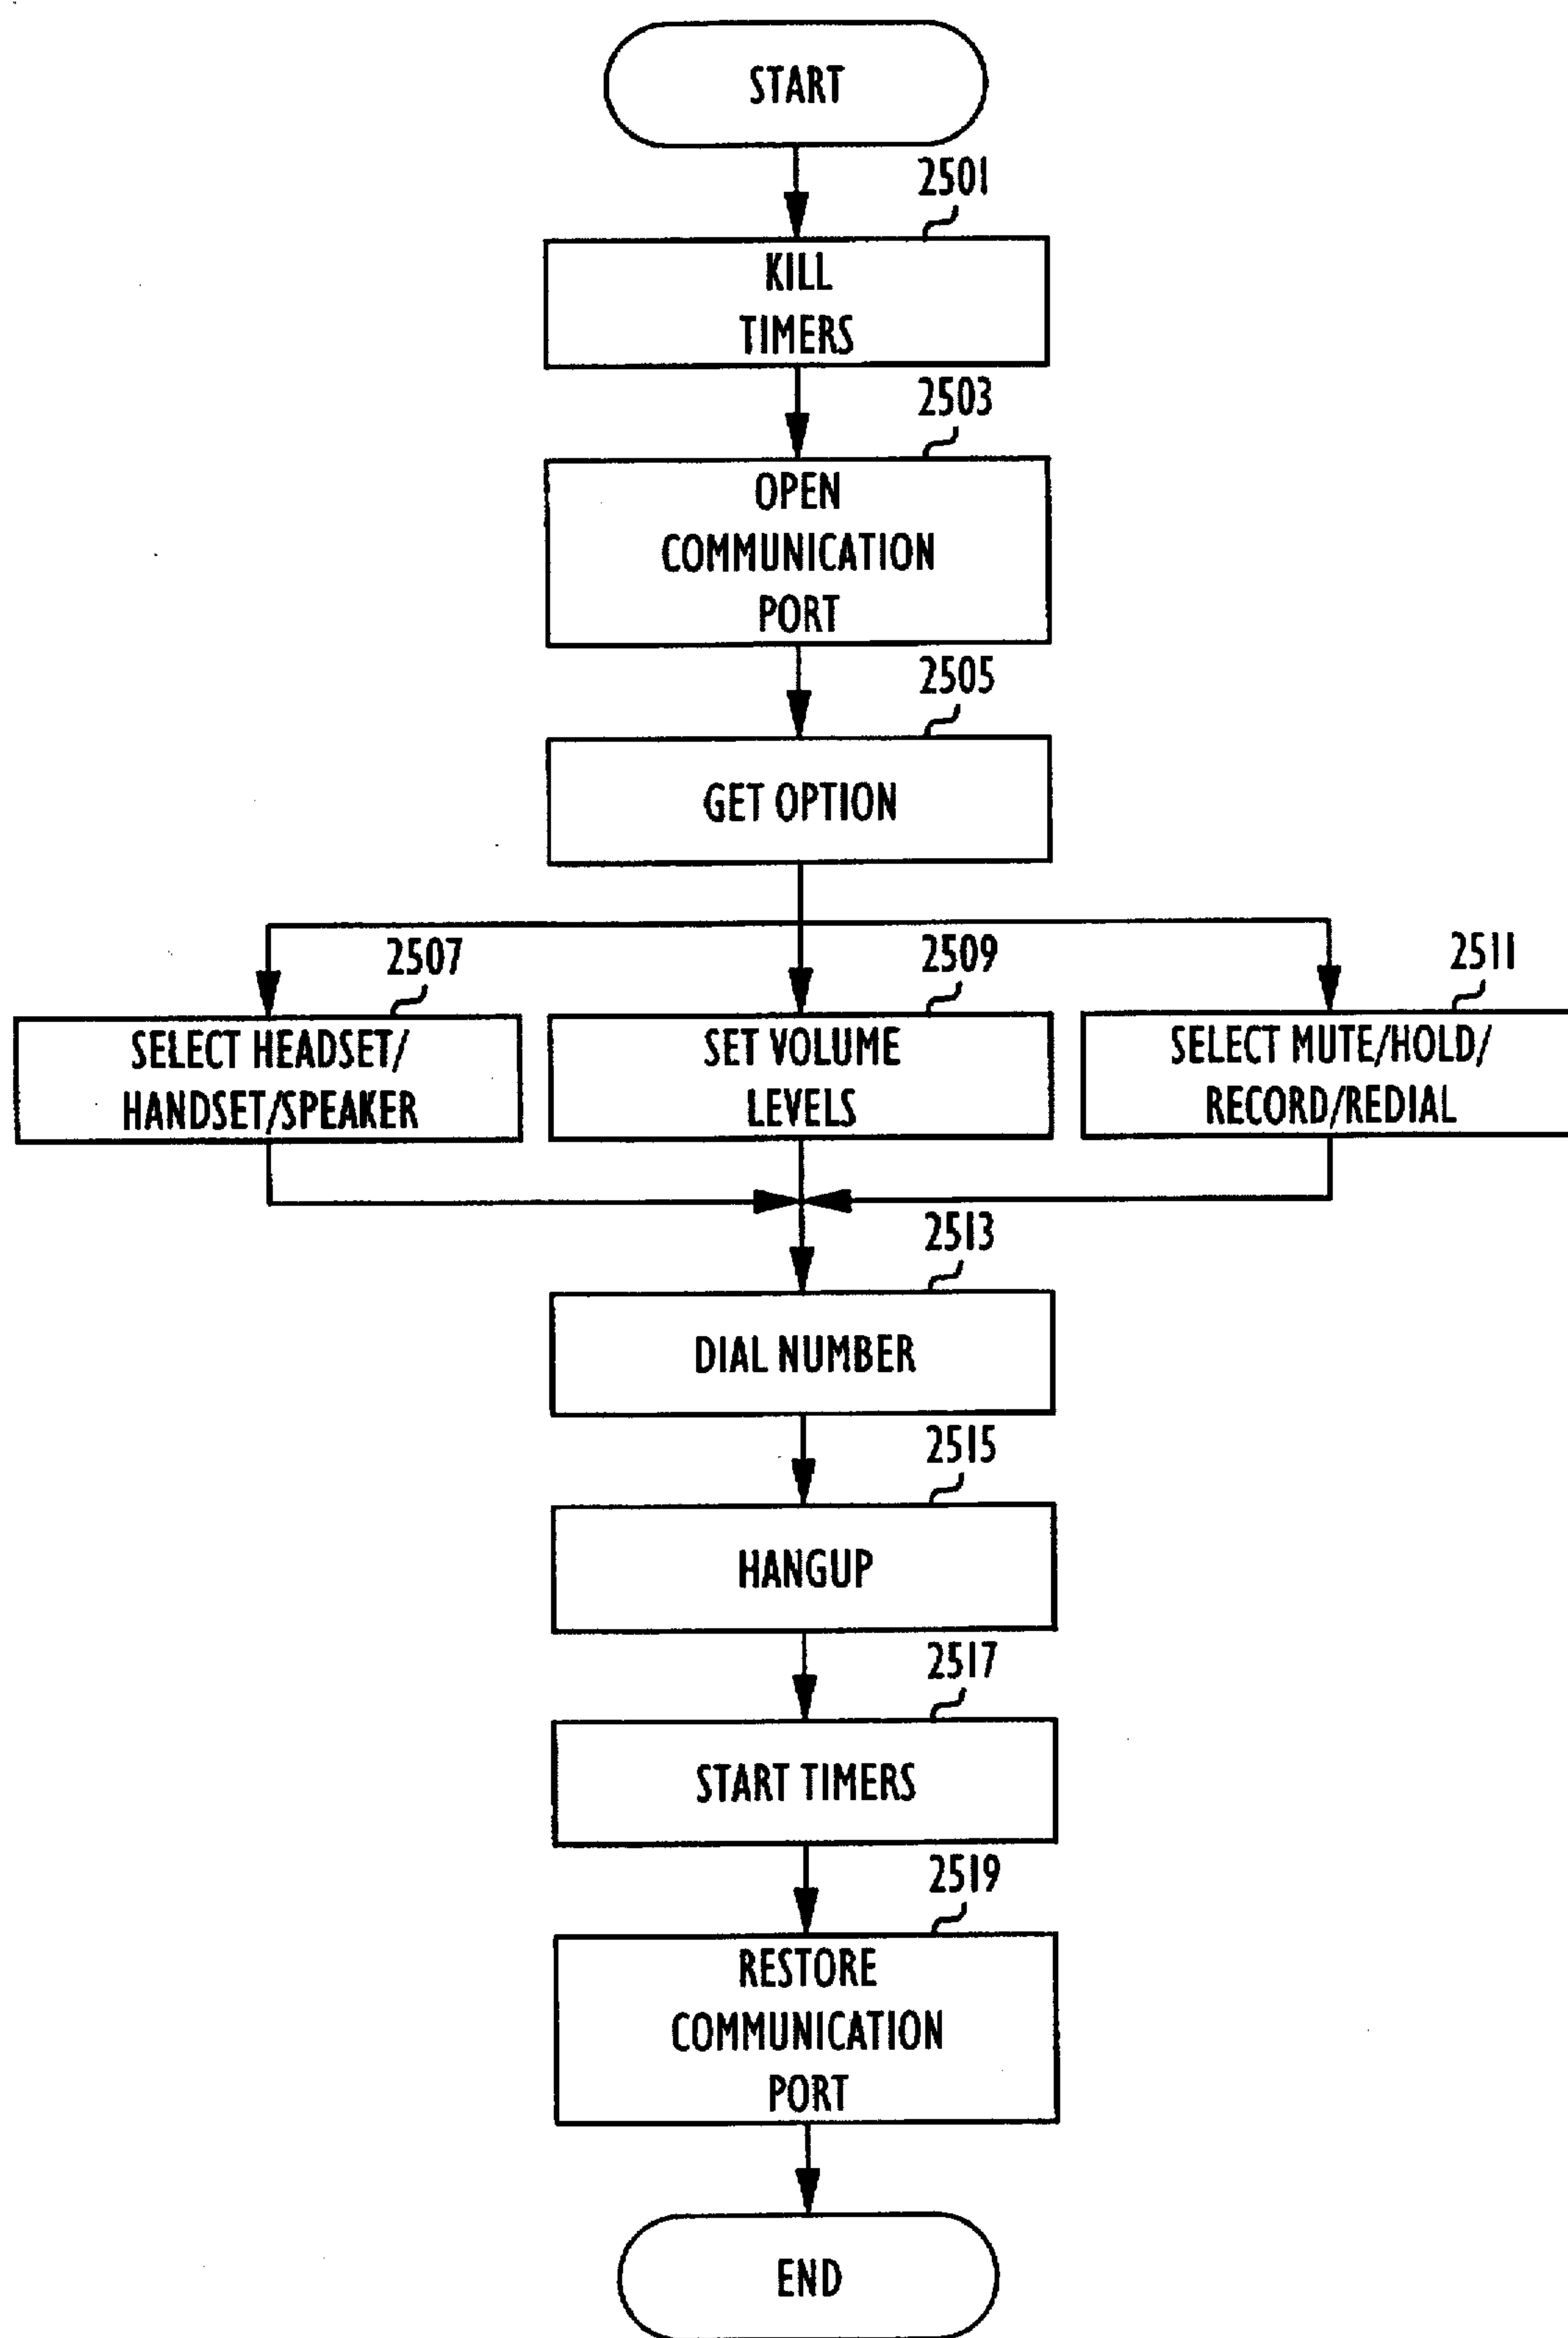 START
2501
KILL
TIMERS
2503
OPEN
COMMUNICATION
PORT
2505
GET OPTION
2507
SELECT HEADSET/
HANDSET/SPEAKER
2509
SET VOLUME
LEVELS
2511
SELECT MUTE/HOLD/
RECORD/REDIAL
2513
DIAL NUMBER
2515
HANGUP
2517
START TIMERS
2519
RESTORE
COMMUNICATION
PORT
END